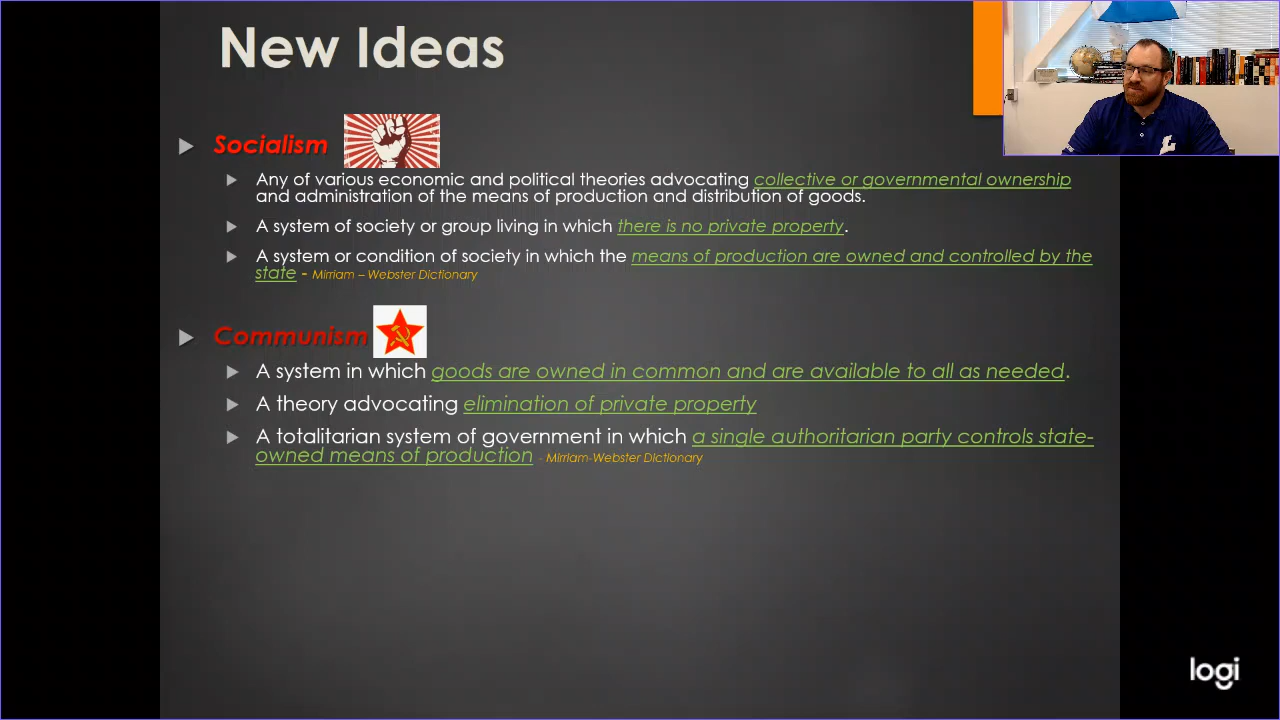 New Ideas
Socialism
Any of various economic and political theories advocating collective or governmental ownership
and administration of the means of production and distribution of goods.
A system of society or group living in which there is no private property.
A system or condition of society in which the means of production are owned and controlled by the
state - Mirriam – Webster Dictionary
Communism
A system in which goods are owned in common and are available to all as needed.
A theory advocating elimination of private property
A totalitarian system of government in which a single authoritarian party controls state-
owned means of production - Mirriam-Webster Dictionary
logi